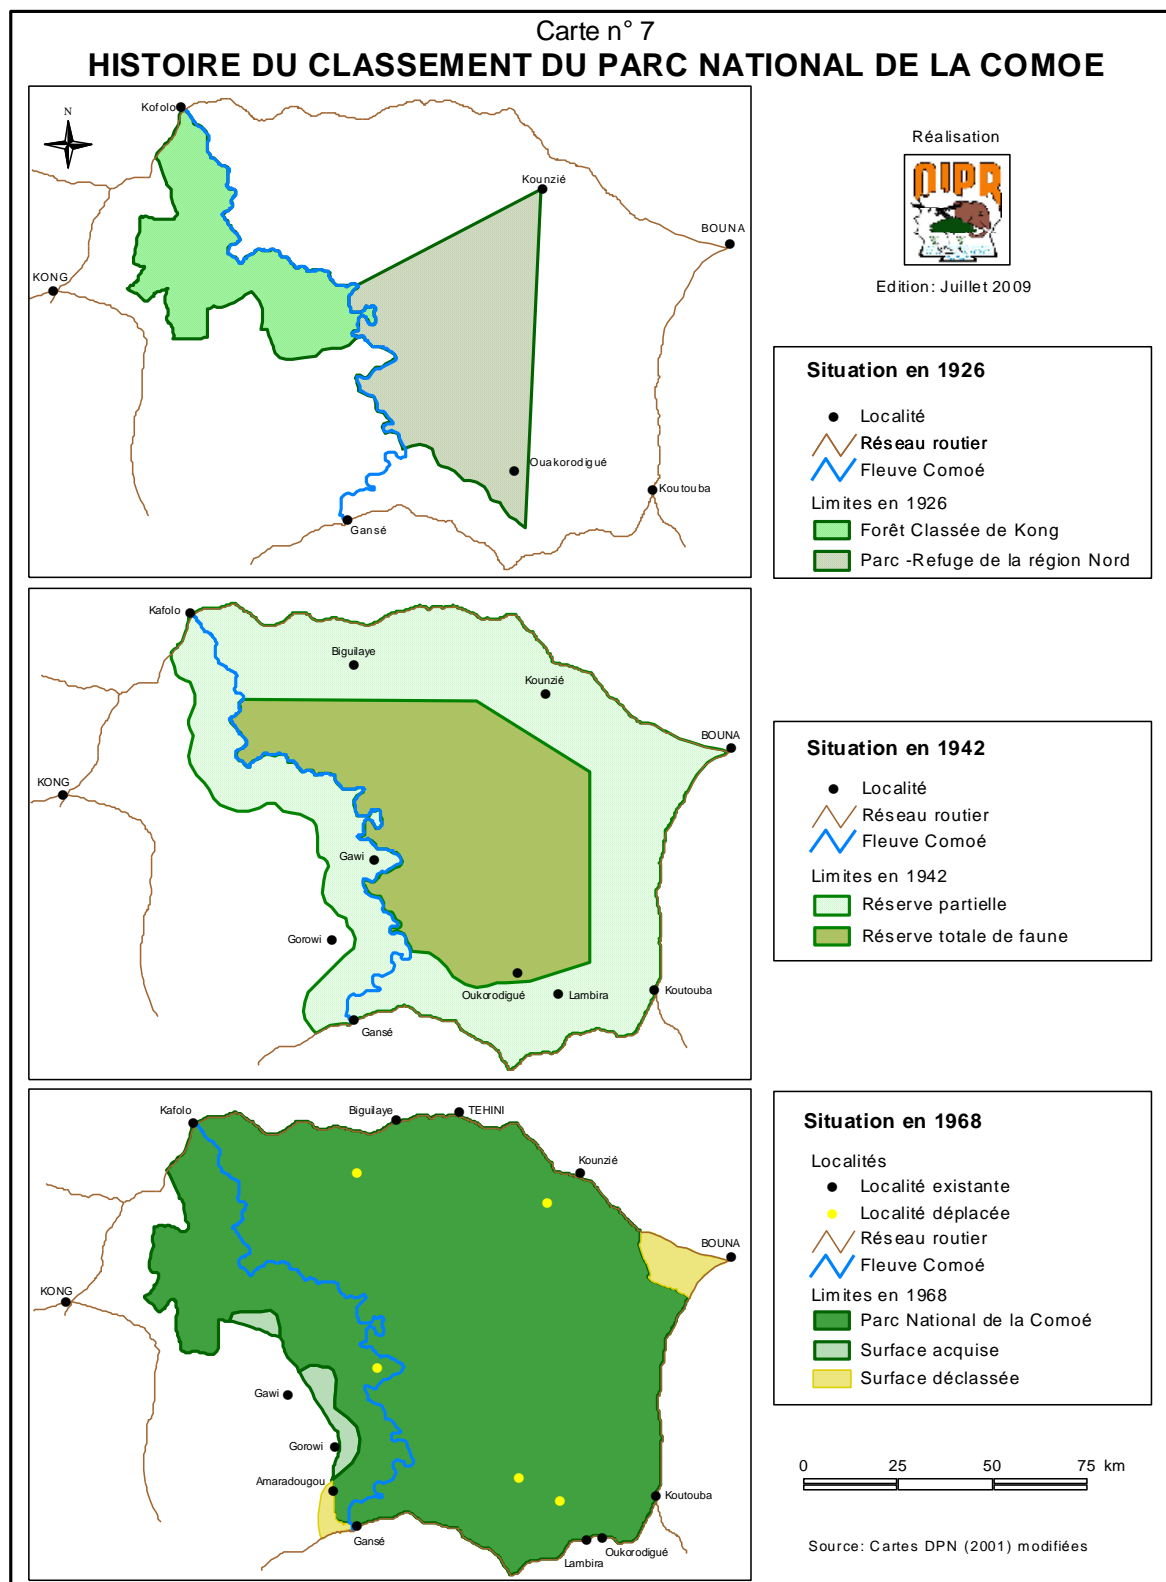 Carte n° 7
HISTOIRE DU CLASSEMENT DU PARC NATIONAL DE LA COMOE
N
Kofolo
Kounzié
BOUNA
KONG
Ouakorodigué
Koutouba
Gansé
Réalisation
OIPR
Edition: Juillet 2009
Situation en 1926
Localité
Réseau routier
Fleuve Comoé
Limites en 1926
Forêt Classée de Kong
Parc -Refuge de la région Nord
Kafolo
Biguilaye
Kounzié
BOUNA
KONG
Gawi
Gorowi
Oukorodigué
Lambira
Koutouba
Gansé
Situation en 1942
Localité
Réseau routier
Fleuve Comoé
Limites en 1942
Réserve partielle
Réserve totale de faune
Kafolo
Biguilaye
TEHINI
Kounzié
BOUNA
KONG
Gawi
Gorowi
Amaradougou
Koutouba
Gansé
Oukorodigué
Lambira
Situation en 1968
Localités
Localité existante
Localité déplacée
Réseau routier
Fleuve Comoé
Limites en 1968
Parc National de la Comoé
Surface acquise
Surface déclassée
0 25 50 75 km
Source: Cartes DPN (2001) modifiées